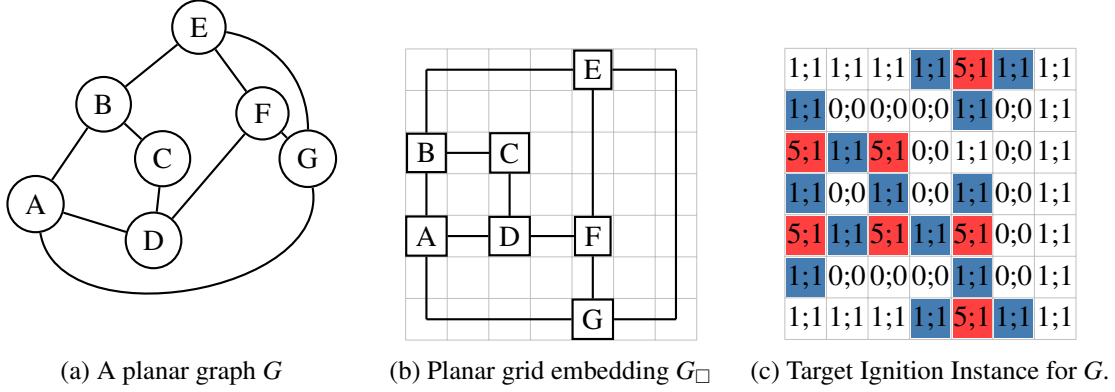 E
B
F
C
G
A
D
(a) A planar graph G
E
B C
A D F
G
(b) Planar grid embedding G□
1;1 1;1 1;1 1;1 5;1 1;1 1;1
1;1 0;0 0;0 0;0 1;1 0;0 1;1
5;1 1;1 5;1 0;0 1;1 0;0 1;1
1;1 0;0 1;1 0;0 1;1 0;0 1;1
5;1 1;1 5;1 1;1 5;1 0;0 1;1
1;1 0;0 0;0 0;0 1;1 0;0 1;1
1;1 1;1 1;1 1;1 5;1 1;1 1;1
(c) Target Ignition Instance for G.